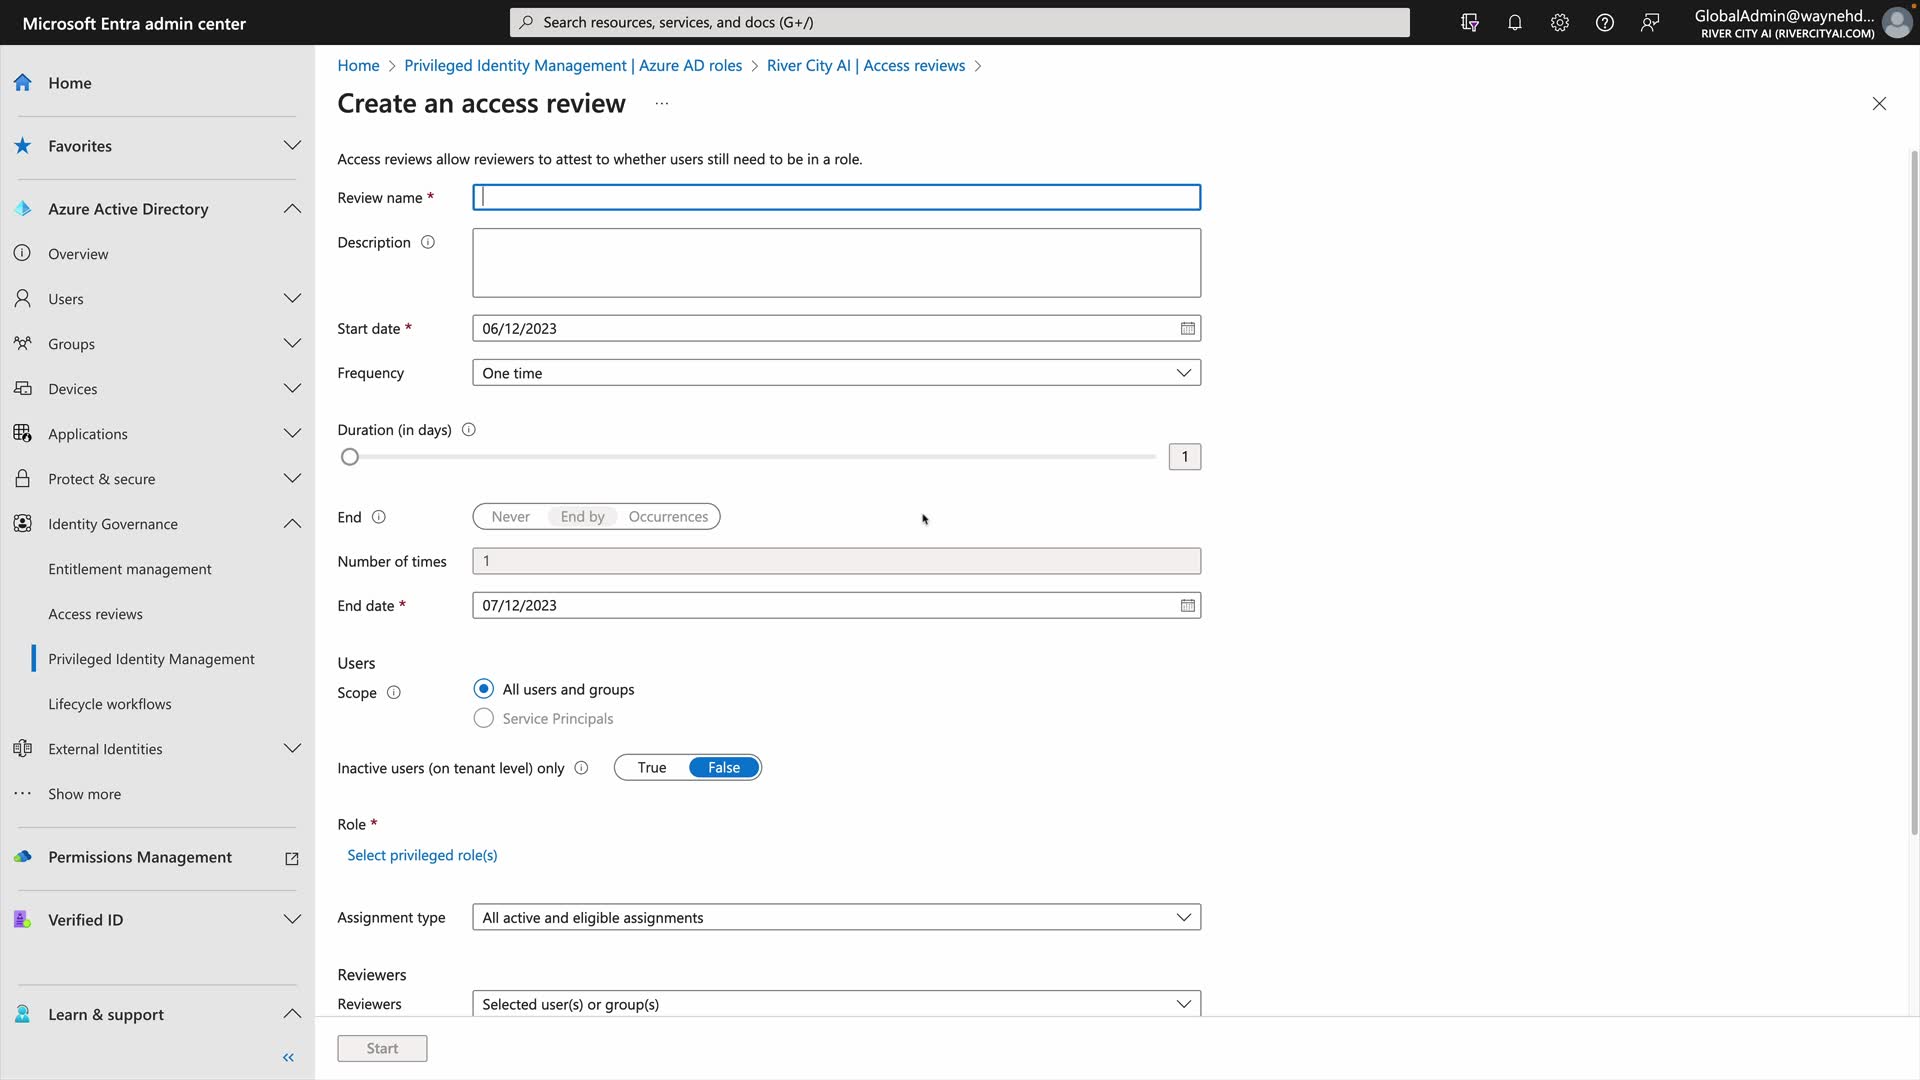 Microsoft Entra admin center
Search resources, services, and docs (G+/)
GlobalAdmin@waynehd...
RIVER CITY AI (RIVERCITYAI.COM)
Home
Favorites
Azure Active Directory
Overview
Users
Groups
Devices
Applications
Protect & secure
Identity Governance
Entitlement management
Access reviews
Privileged Identity Management
Lifecycle workflows
External Identities
Show more
Permissions Management
Verified ID
Learn & support
Home > Privileged Identity Management | Azure AD roles > River City AI | Access reviews >
Create an access review ...
Access reviews allow reviewers to attest to whether users still need to be in a role.
Review name *
Description
Start date * 06/12/2023
Frequency One time
Duration (in days)
1
End Never End by Occurrences
Number of times 1
End date * 07/12/2023
Users
Scope All users and groups
Service Principals
Inactive users (on tenant level) only True False
Role *
Select privileged role(s)
Assignment type All active and eligible assignments
Reviewers
Reviewers Selected user(s) or group(s)
Start